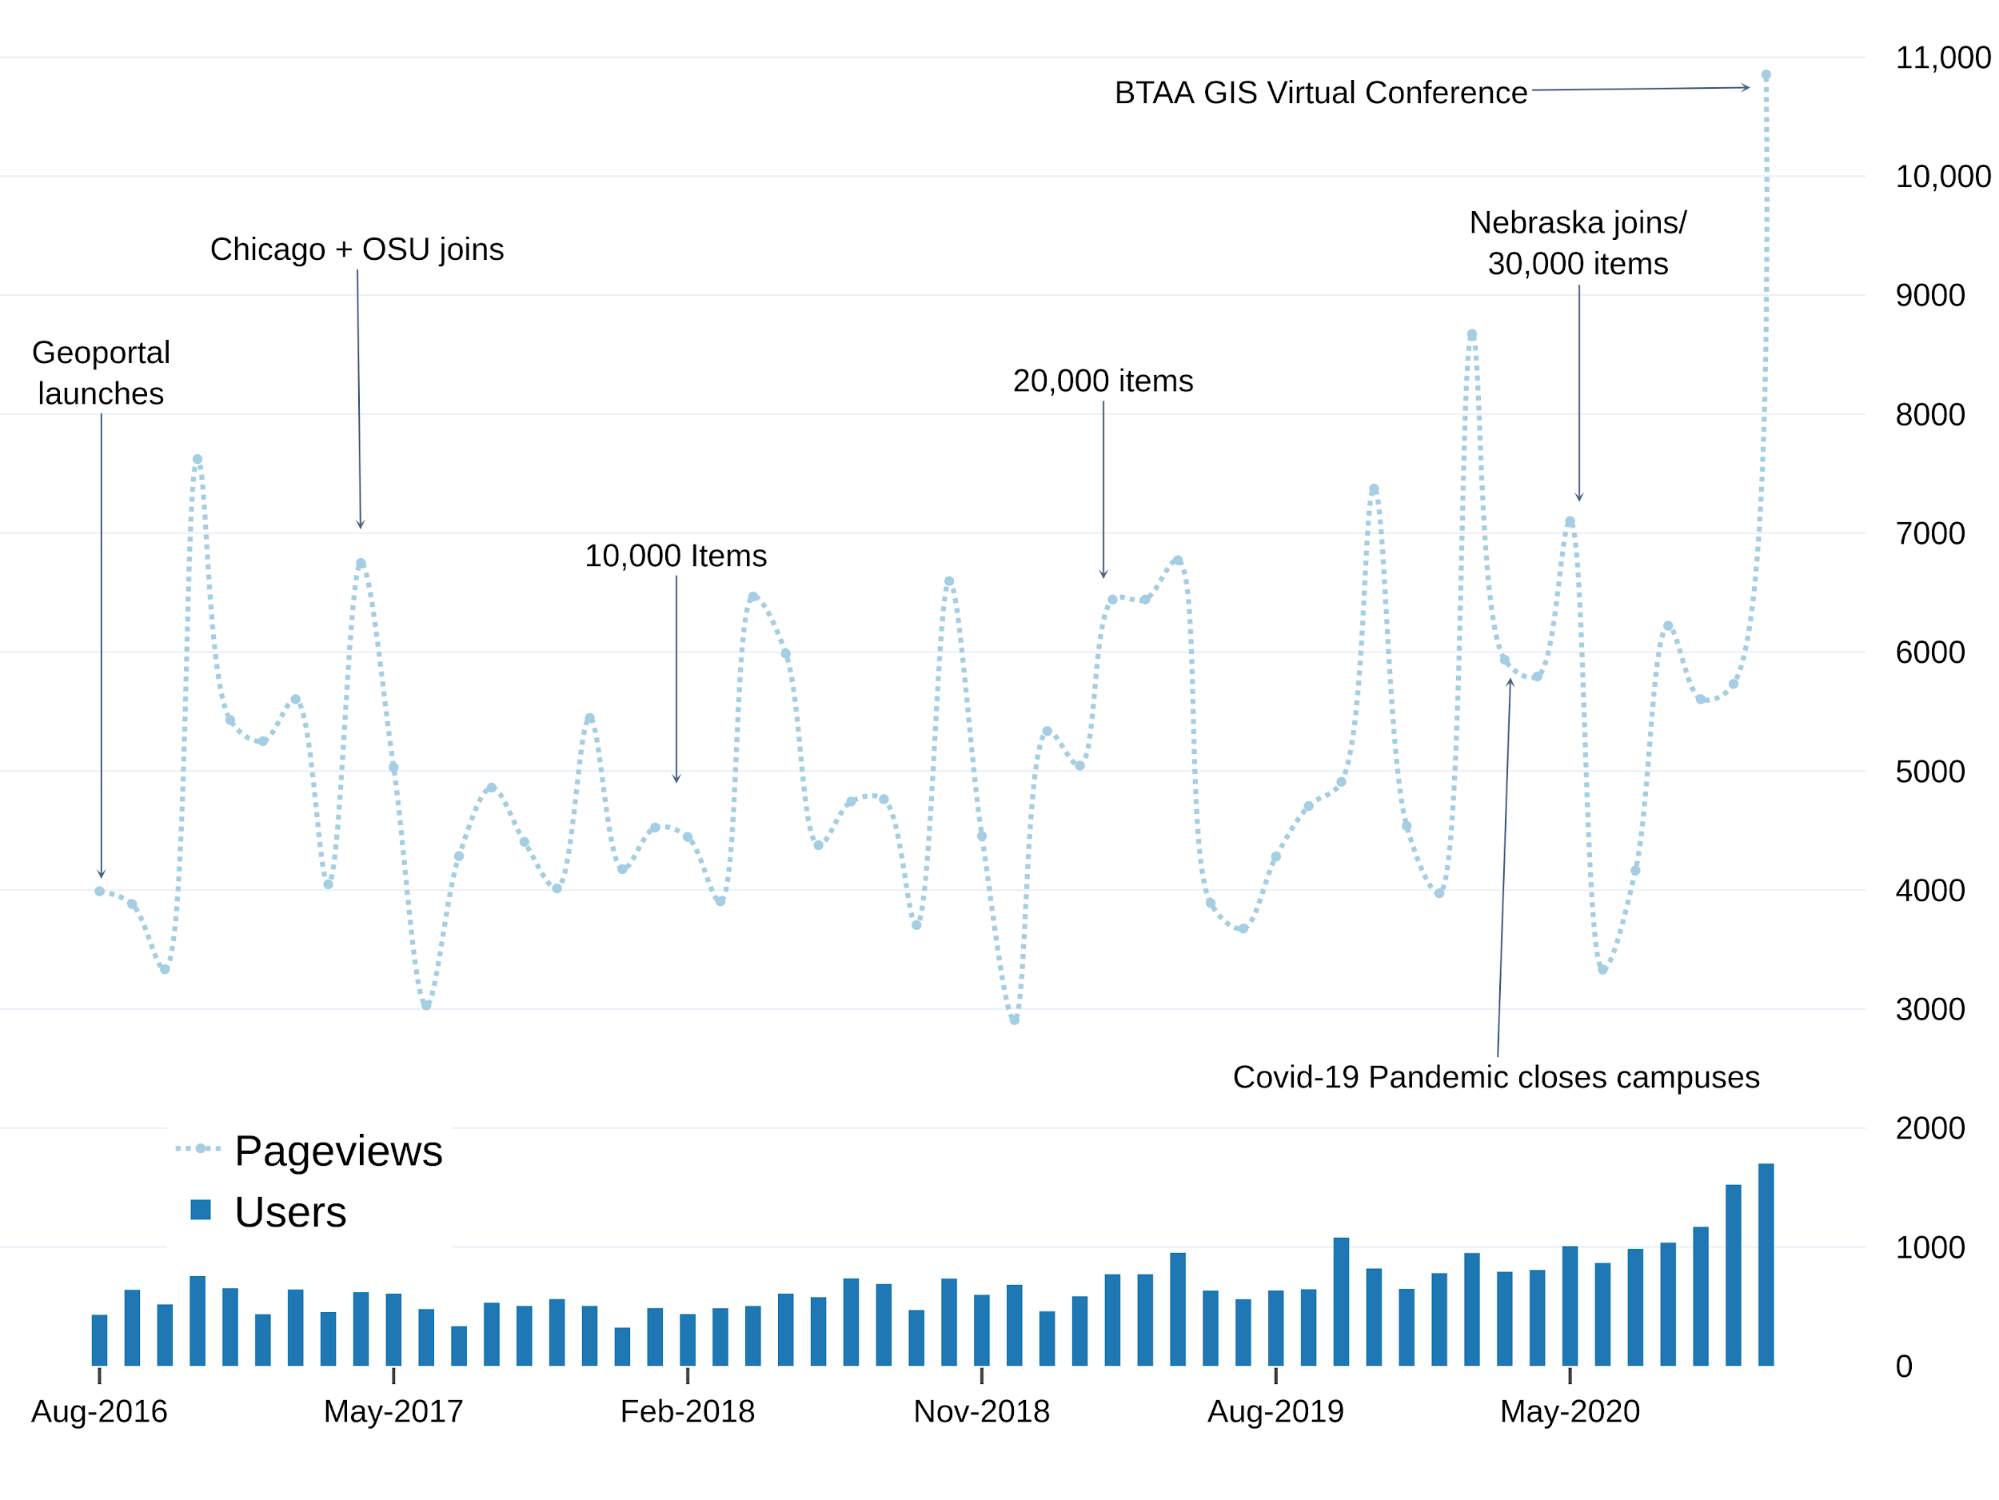 11,000
BTAA GIS Virtual Conference
10,000
Nebraska joins/
30,000 items
Chicago + OSU joins
9000
Geoportal
launches
20,000 items
8000
7000
10,000 Items
6000
5000
4000
3000
Covid-19 Pandemic closes campuses
2000
Pageviews
Users
1000
0
Aug-2016
May-2017
Feb-2018
Nov-2018
Aug-2019
May-2020